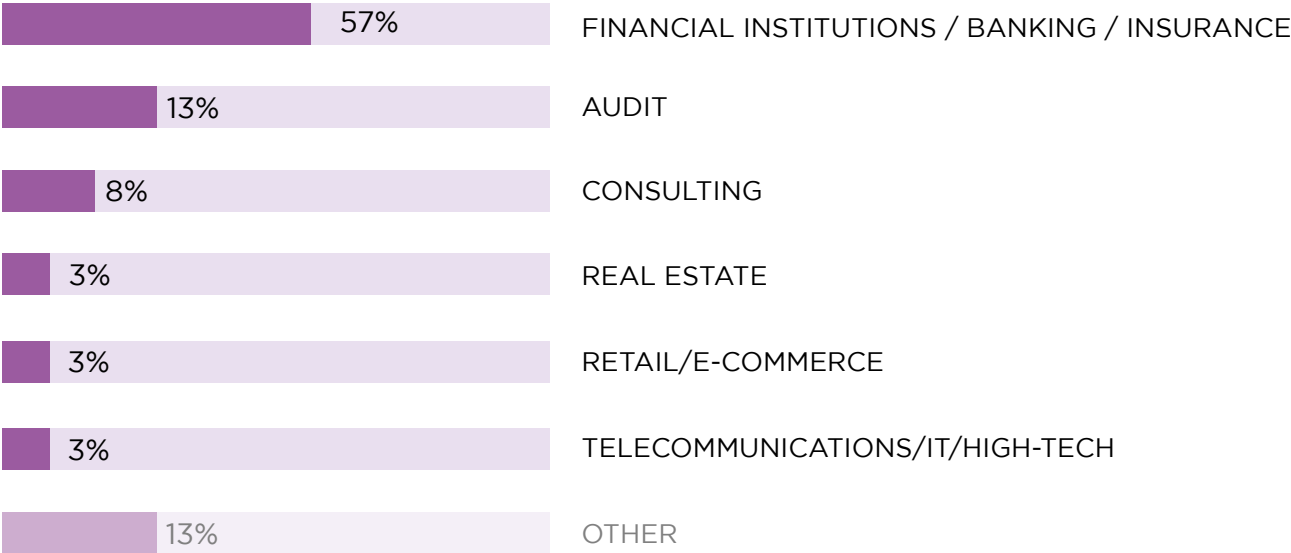 57% FINANCIAL INSTITUTIONS / BANKING / INSURANCE
13% AUDIT
8% CONSULTING
3% REAL ESTATE
3% RETAIL/E-COMMERCE
3% TELECOMMUNICATIONS/IT/HIGH-TECH
13% OTHER